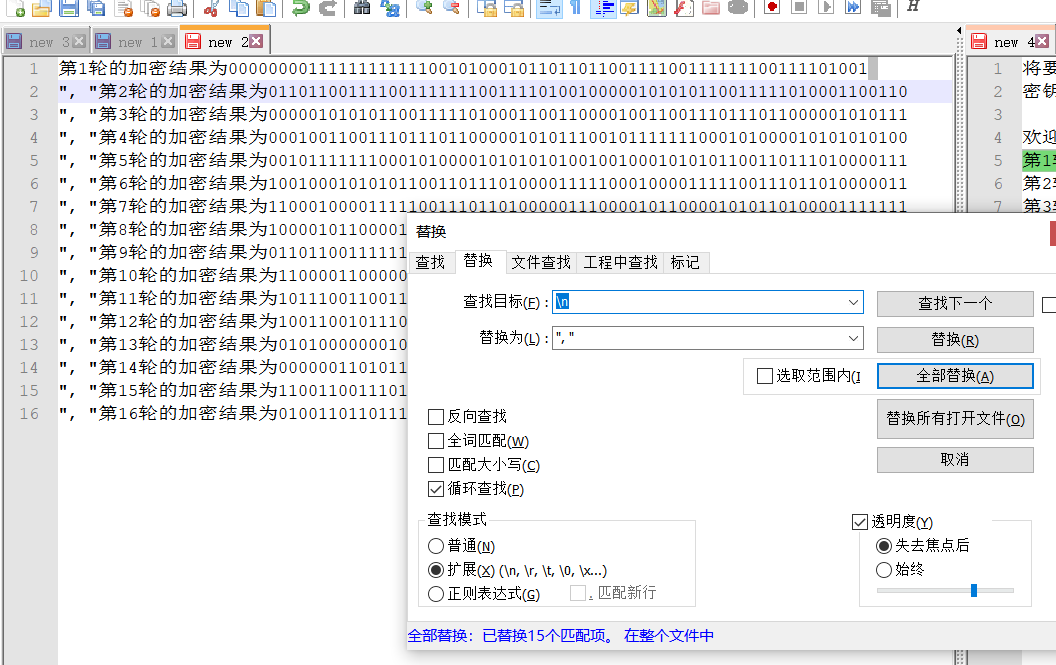 new 3
new 1
new 2
new 4
1 第1轮的加密结果为0000000011111111111110010100010110110110011110011111110011110​1001
2 ", "第2轮的加密结果为0110110011110011111110011110100100000101010110011111010001100110
3 ", "第3轮的加密结果为0000010101011001111101000110011000010011001110111011000001010111
4 ", "第4轮的加密结果为0001001100111011101100000101011100101111111000101000010101010100
5 ", "第5轮的加密结果为0010111111100010100001010101010010010001010101100110111010000111
6 ", "第6轮的加密结果为1001000101010110011011101000011111000100001111100111011010000011
7 ", "第7轮的加密结果为1100010000111110011101101000001110000101100001010110100001111111
8 ", "第8轮的加密结果为10000101100001
9 ", "第9轮的加密结果为01101100111111
10 ", "第10轮的加密结果为1100001100000
11 ", "第11轮的加密结果为1011100110011
12 ", "第12轮的加密结果为1001100101110
13 ", "第13轮的加密结果为0101000000010
14 ", "第14轮的加密结果为0000001101011
15 ", "第15轮的加密结果为1100110011101
16 ", "第16轮的加密结果为0100110110111
1 将要
2 密钥
3
4 欢迎
5 第1
6 第2
7 第3
替换
查找 替换 文件查找 工程中查找 标记
查找目标(F) : \n 查找下一个
替换为(L) : "," 替换(R)
选取范围内(I 全部替换(A)
替换所有打开文件(O)
取消
反向查找
全词匹配(W)
匹配大小写(C)
循环查找(P)
查找模式
普通(N)
扩展(X) (\n, \r, \t, \0, \x...)
正则表达式(G) . 匹配新行
透明度(Y)
失去焦点后
始终
全部替换: 已替换15个匹配项。 在整个文件中